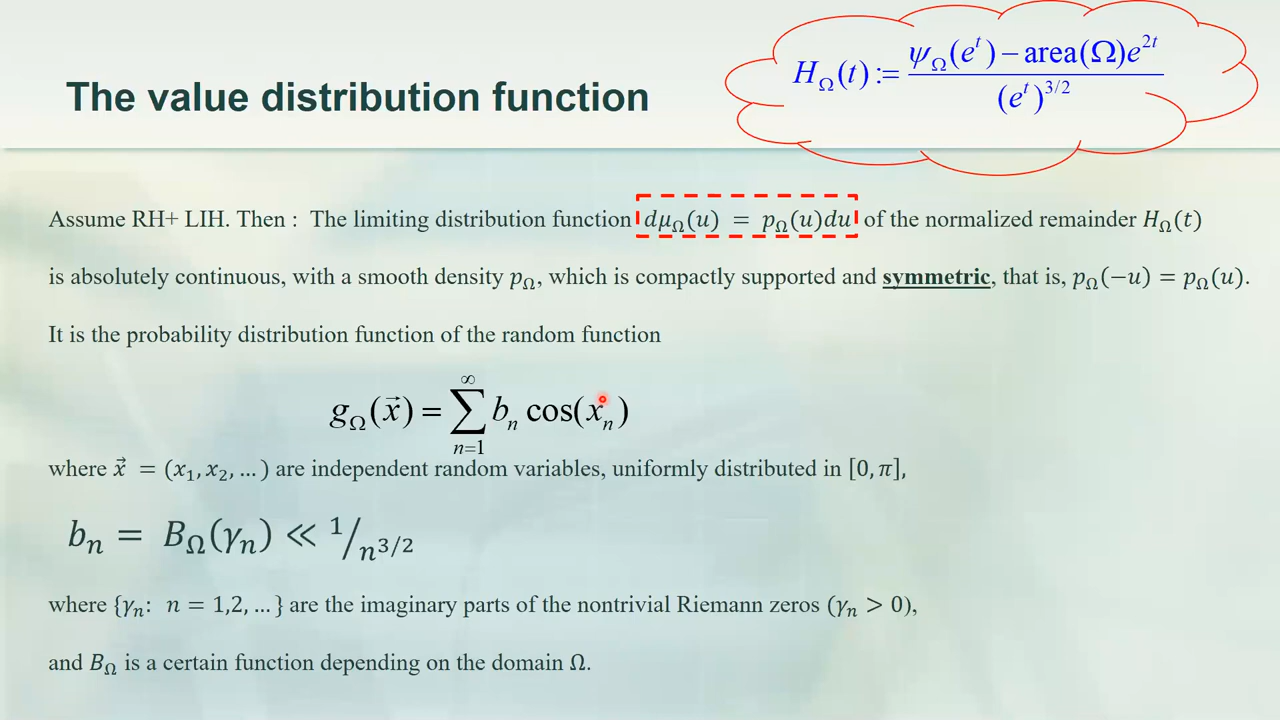 The value distribution function
H_Ω(t) := (ψ_Ω(e^t) − area(Ω)e^{2t}) / (e^t)^{3/2}
Assume RH+ LIH. Then : The limiting distribution function dμ_Ω(u) = p_Ω(u)du of the normalized remainder H_Ω(t)
is absolutely continuous, with a smooth density p_Ω, which is compactly supported and symmetric, that is, p_Ω(−u) = p_Ω(u).
It is the probability distribution function of the random function
g_Ω(x⃗) = ∑_{n=1}^{∞} b_n cos(x_n)
where x⃗ = (x₁, x₂, … ) are independent random variables, uniformly distributed in [0, π],
b_n = B_Ω(γ_n) ≪ 1/n^{3/2}
where {γ_n: n = 1,2, … } are the imaginary parts of the nontrivial Riemann zeros (γ_n > 0),
and B_Ω is a certain function depending on the domain Ω.